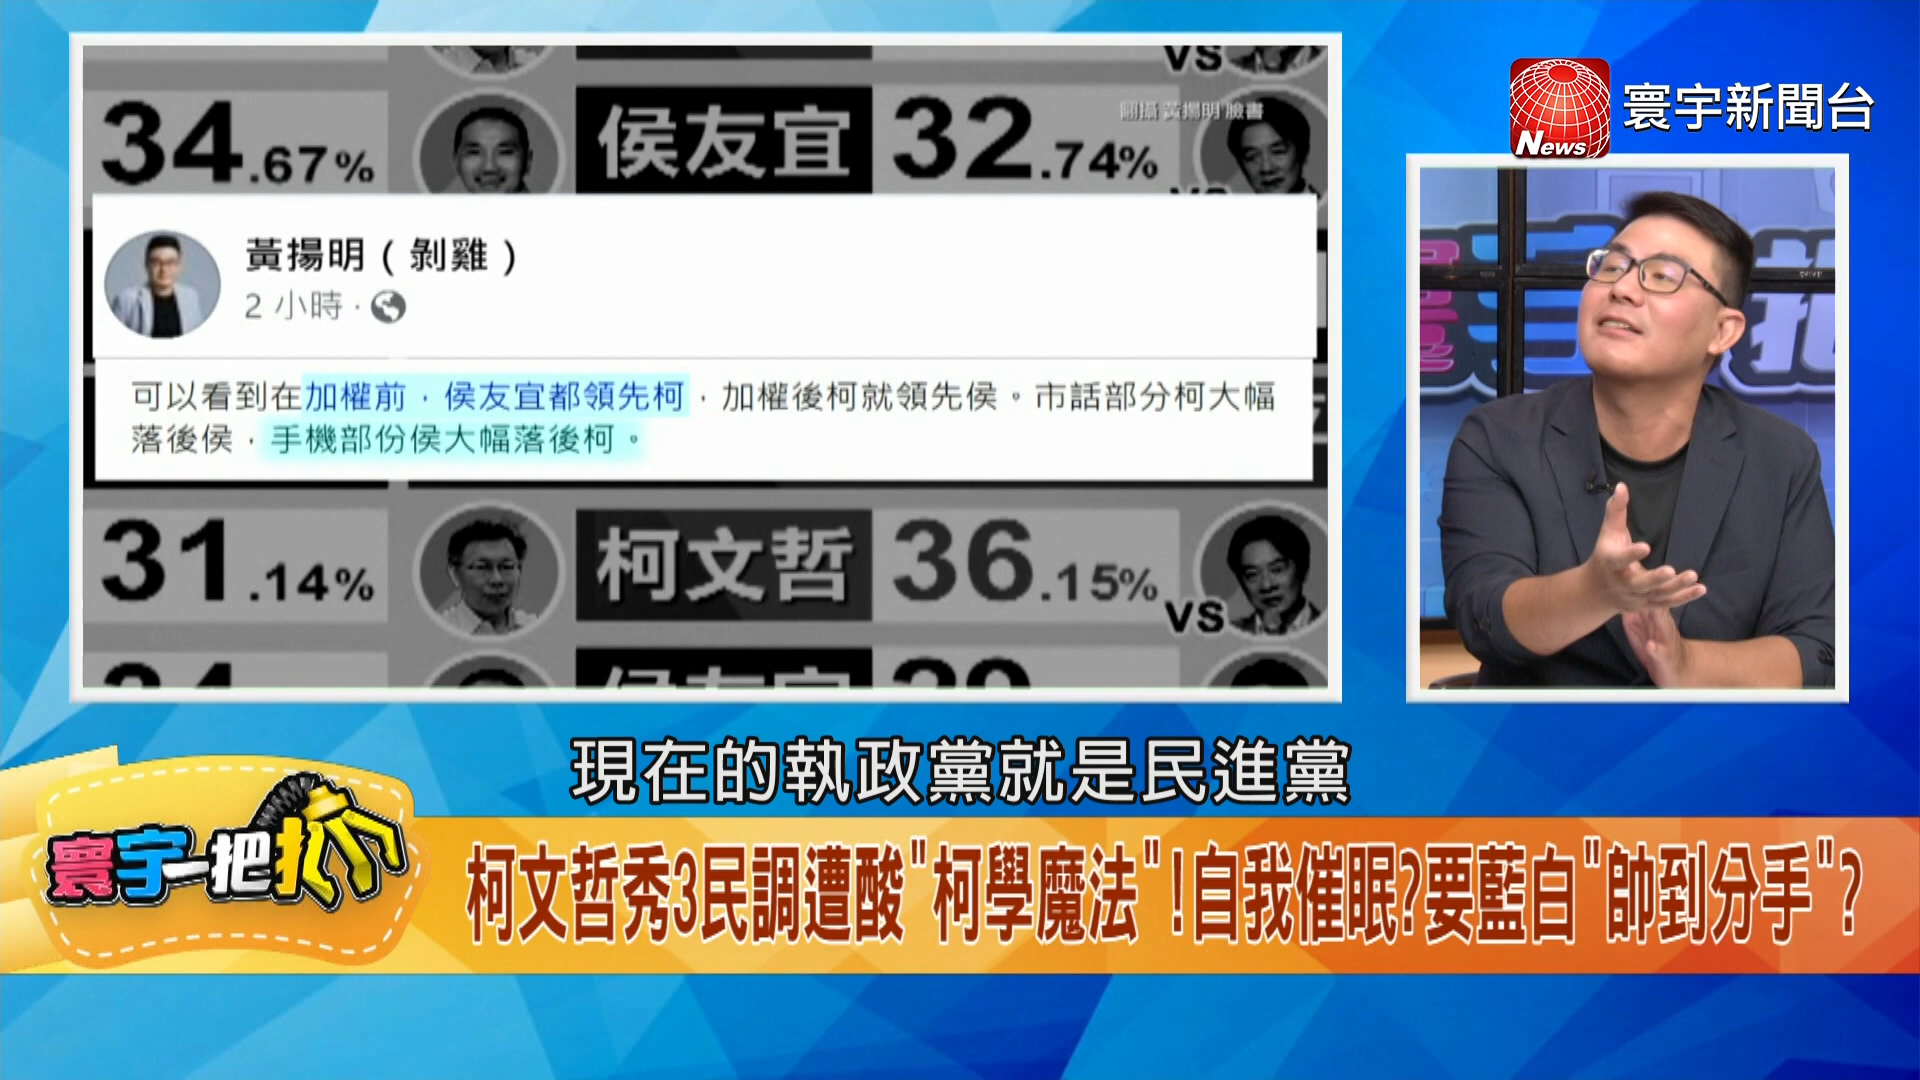 VS
34.67%
侯友宜
32.74%
翻攝 黃揚明 臉書
VS
黃揚明（剝雞）
2 小時·
可以看到在加權前，侯友宜都領先柯，加權後柯就領先侯。市話部分柯大幅
落後侯，手機部份侯大幅落後柯。
31.14%
柯文哲
36.15%
VS
News
寰宇新聞台
現在的執政黨就是民進黨
寰宇一把抓
柯文哲秀3民調遭酸"柯學魔法"!自我催眠?要藍白"帥到分手"?